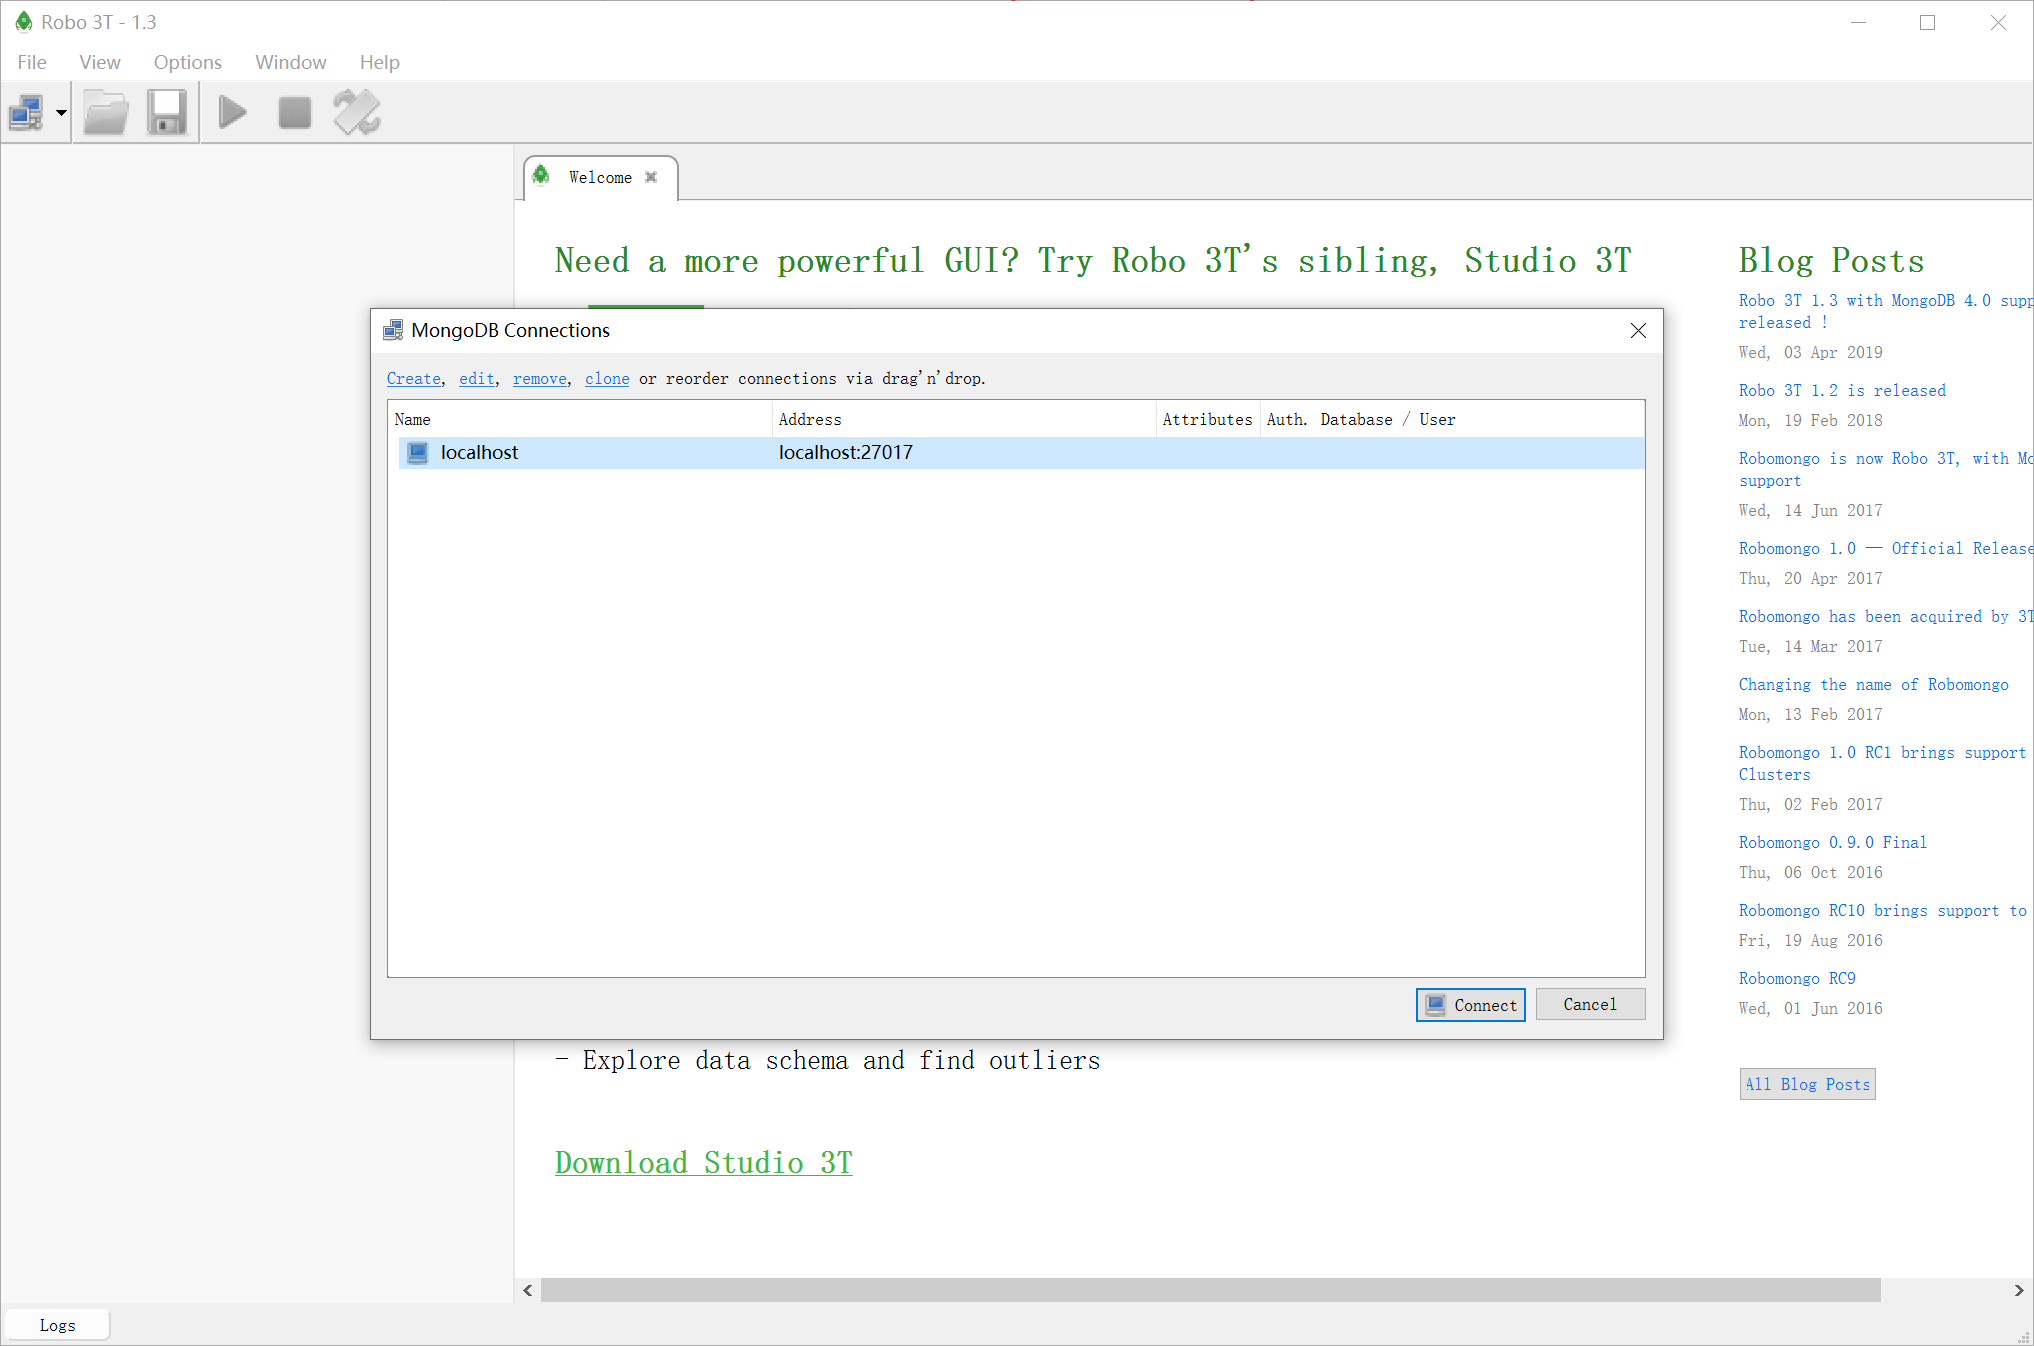 Robo 3T - 1.3
File View Options Window Help
Welcome
Need a more powerful GUI? Try Robo 3T's sibling, Studio 3T
MongoDB Connections
Create, edit, remove, clone or reorder connections via drag'n'drop.
Name Address Attributes Auth. Database / User
localhost localhost:27017
Connect Cancel
- Explore data schema and find outliers
Download Studio 3T
Blog Posts
Robo 3T 1.3 with MongoDB 4.0 supp
released !
Wed, 03 Apr 2019
Robo 3T 1.2 is released
Mon, 19 Feb 2018
Robomongo is now Robo 3T, with Mo
support
Wed, 14 Jun 2017
Robomongo 1.0 — Official Release
Thu, 20 Apr 2017
Robomongo has been acquired by 3T
Tue, 14 Mar 2017
Changing the name of Robomongo
Mon, 13 Feb 2017
Robomongo 1.0 RC1 brings support
Clusters
Thu, 02 Feb 2017
Robomongo 0.9.0 Final
Thu, 06 Oct 2016
Robomongo RC10 brings support to
Fri, 19 Aug 2016
Robomongo RC9
Wed, 01 Jun 2016
All Blog Posts
Logs